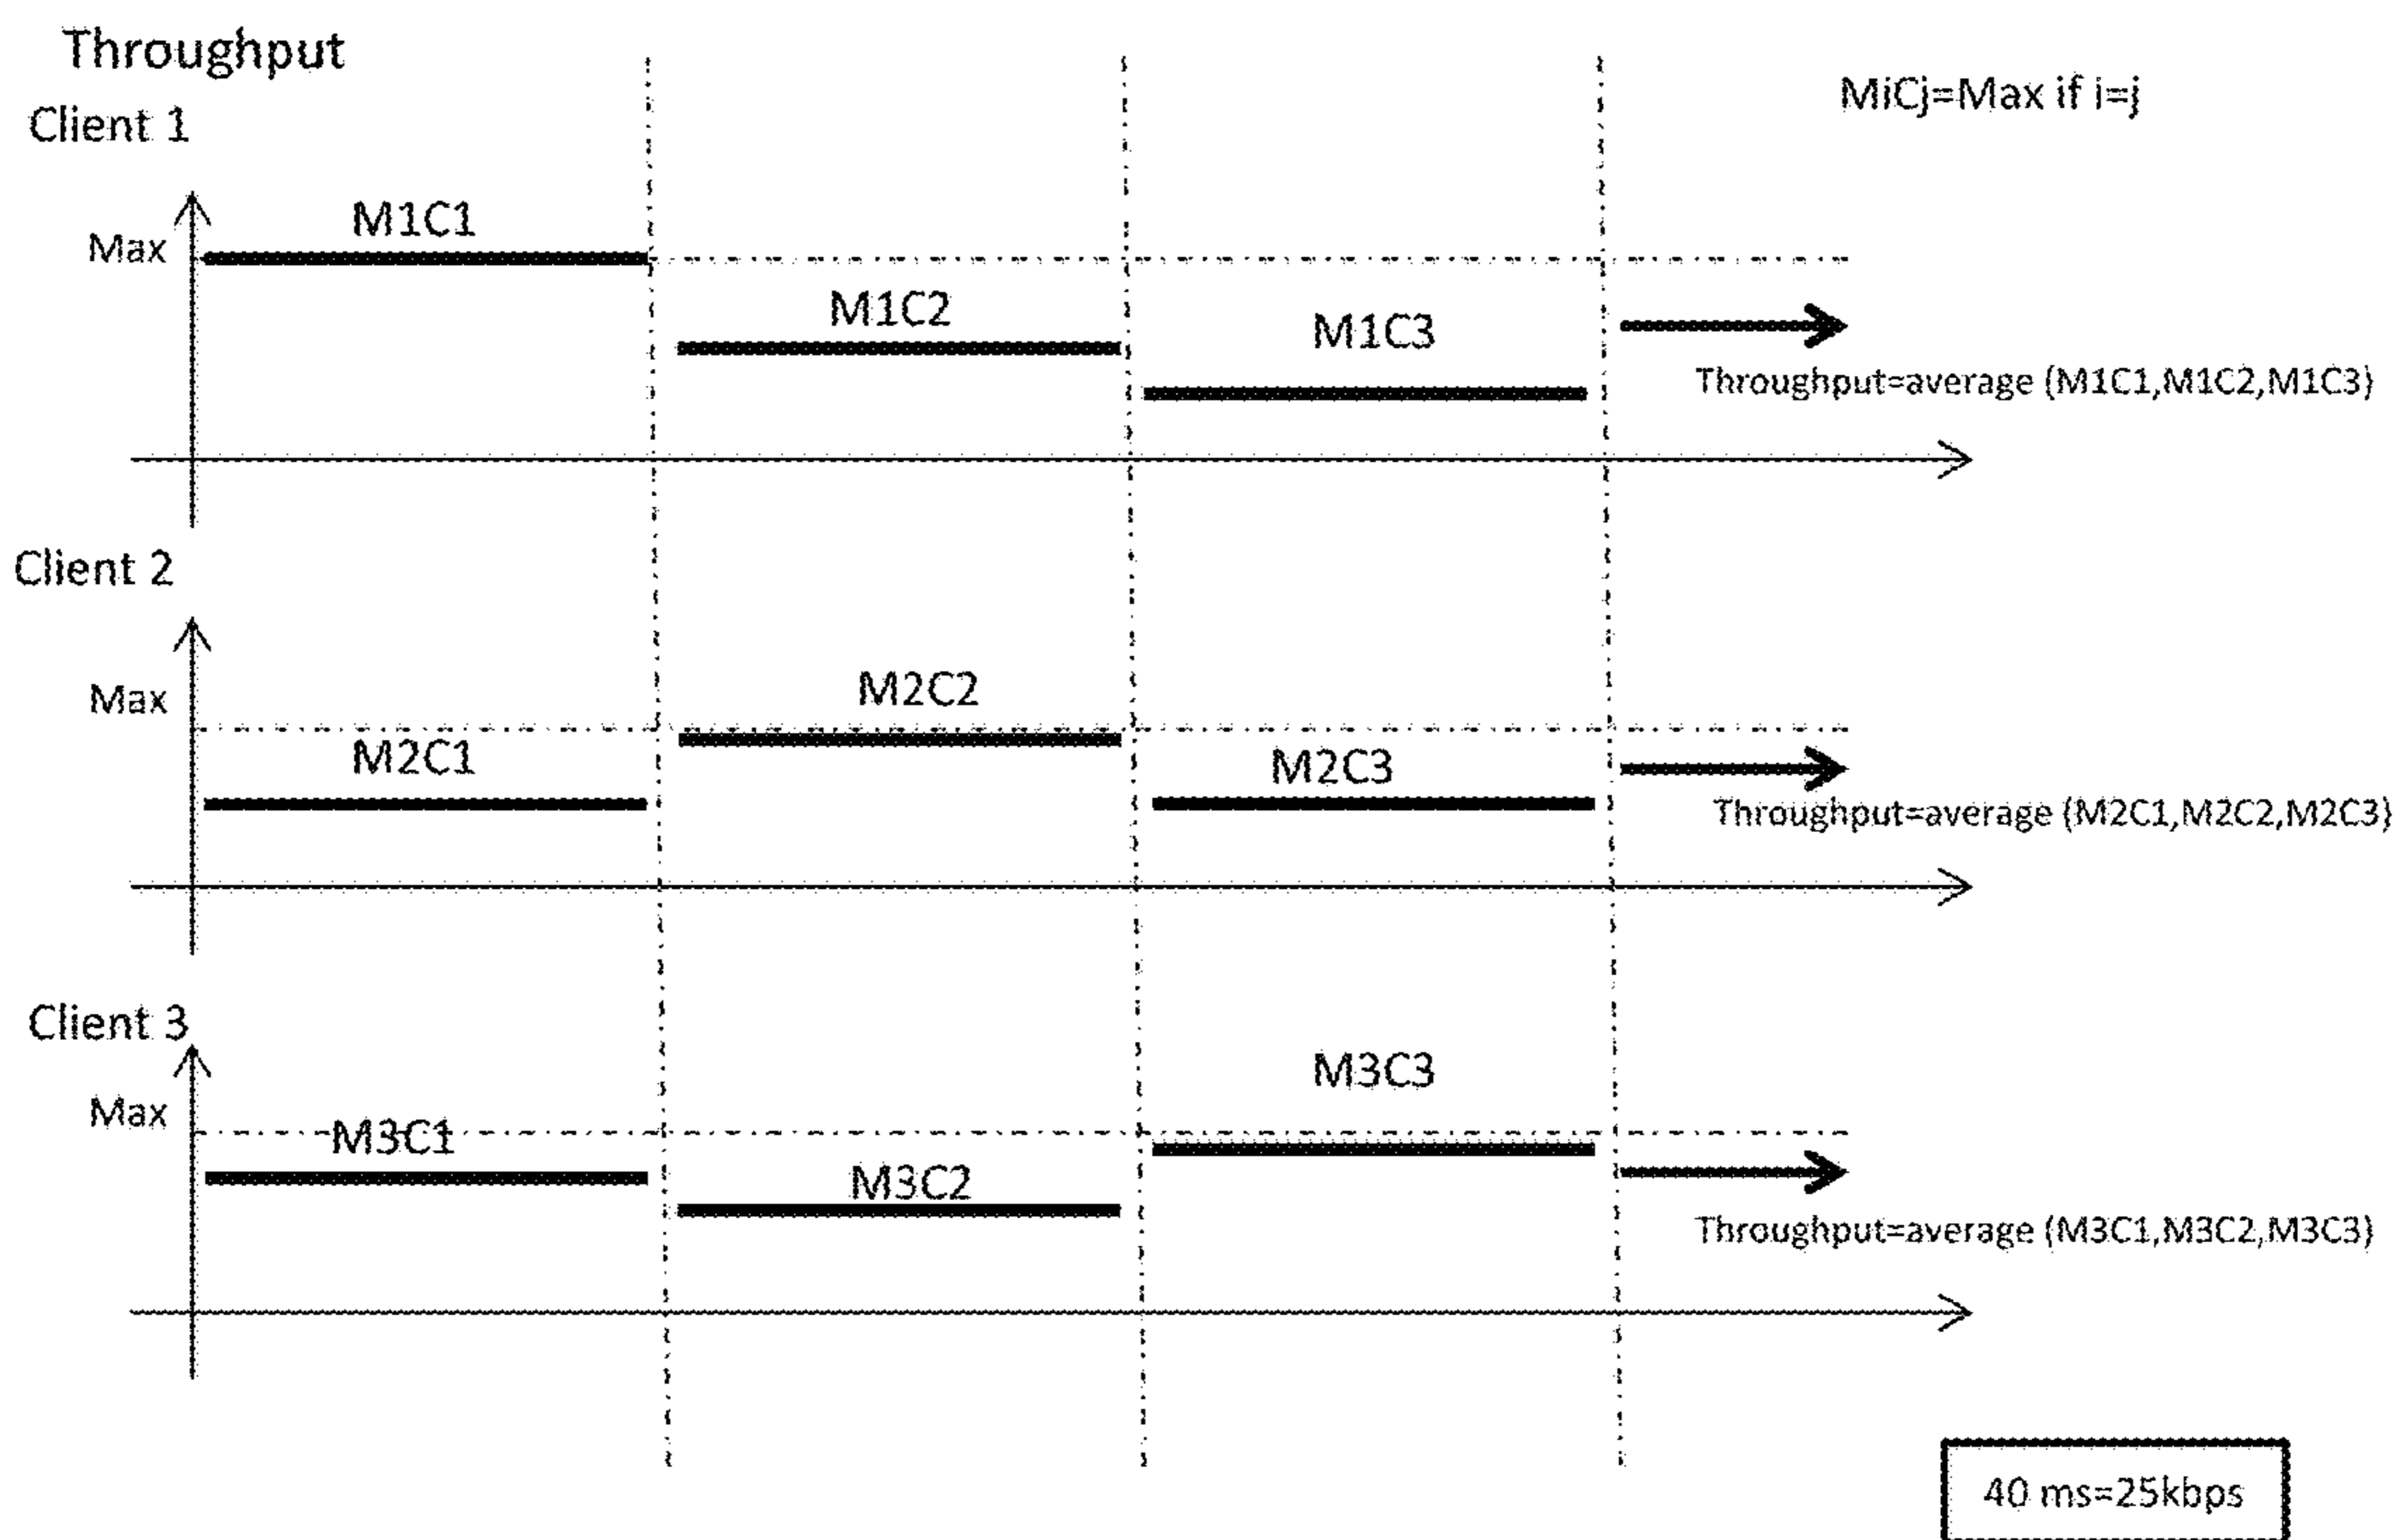 Throughput
MiCj=Max if i=j
Client 1
M1C1
Max
M1C2
M1C3
Throughput=average (M1C1,M1C2,M1C3)
Client 2
M2C2
Max
M2C1
M2C3
Throughput=average (M2C1,M2C2,M2C3)
Client 3
M3C3
Max
M3C1
M3C2
Throughput=average (M3C1,M3C2,M3C3)
40 ms=25kbps